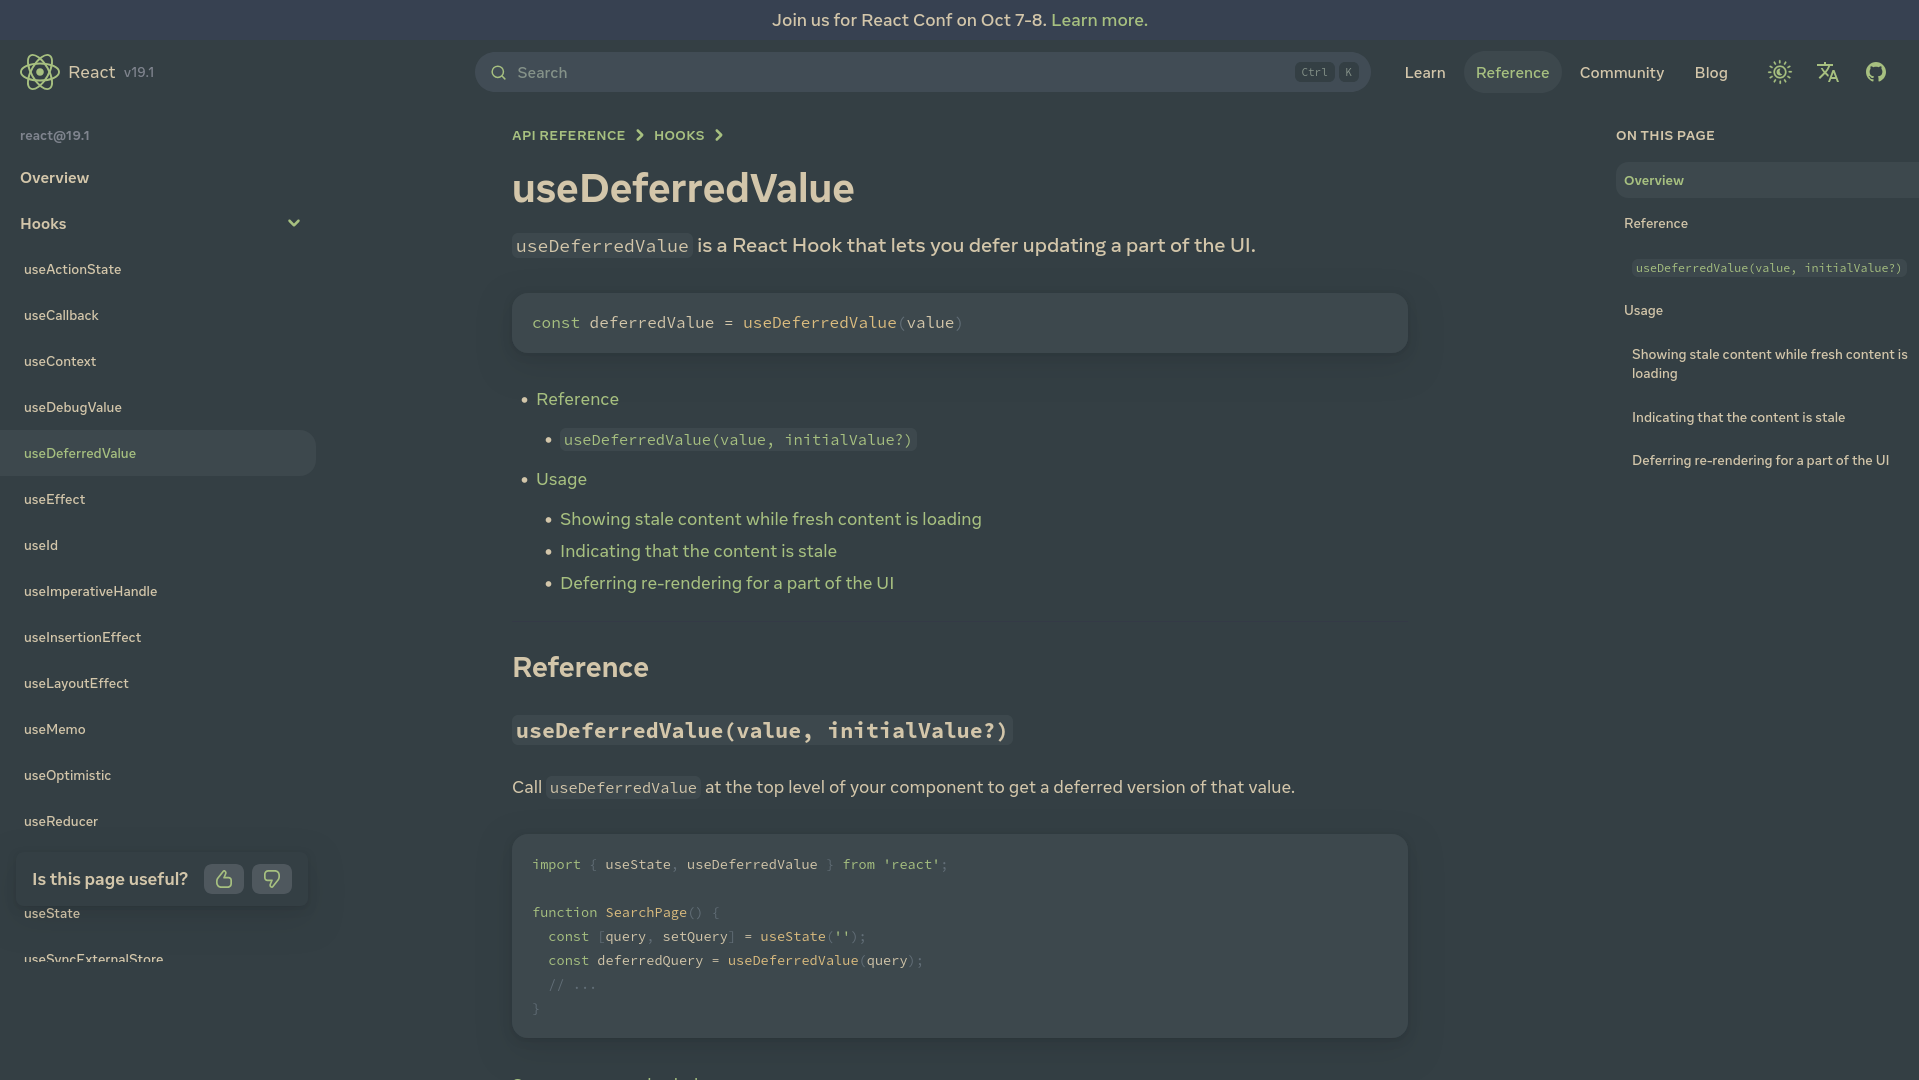 Join us for React Conf on Oct 7-8. Learn more.
React v19.1
Search
Ctrl K
Learn
Reference
Community
Blog
react@19.1
Overview
Hooks
useActionState
useCallback
useContext
useDebugValue
useDeferredValue
useEffect
useId
useImperativeHandle
useInsertionEffect
useLayoutEffect
useMemo
useOptimistic
useReducer
Is this page useful?
useState
useSyncExternalStore
API REFERENCE
HOOKS
useDeferredValue
useDeferredValue is a React Hook that lets you defer updating a part of the UI.
const deferredValue = useDeferredValue(value)
Reference
useDeferredValue(value, initialValue?)
Usage
Showing stale content while fresh content is loading
Indicating that the content is stale
Deferring re-rendering for a part of the UI
Reference
useDeferredValue(value, initialValue?)
Call useDeferredValue at the top level of your component to get a deferred version of that value.
import { useState, useDeferredValue } from 'react';
function SearchPage() {
const [query, setQuery] = useState('');
const deferredQuery = useDeferredValue(query);
// ...
}
ON THIS PAGE
Overview
Reference
useDeferredValue(value, initialValue?)
Usage
Showing stale content while fresh content is
loading
Indicating that the content is stale
Deferring re-rendering for a part of the UI